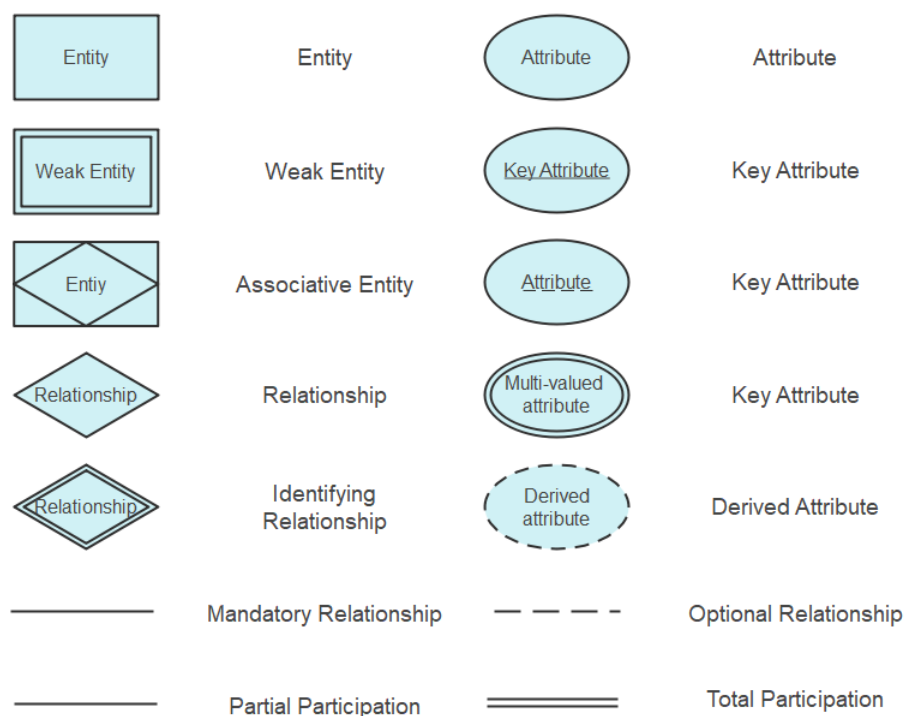 Entity
Entity
Attribute
Attribute
Weak Entity
Weak Entity
Key Attribute
Key Attribute
Entiy
Associative Entity
Attribute
Key Attribute
Relationship
Relationship
Multi-valued
attribute
Key Attribute
Relationship
Identifying
Relationship
Derived
attribute
Derived Attribute
Mandatory Relationship
Optional Relationship
Partial Participation
Total Participation